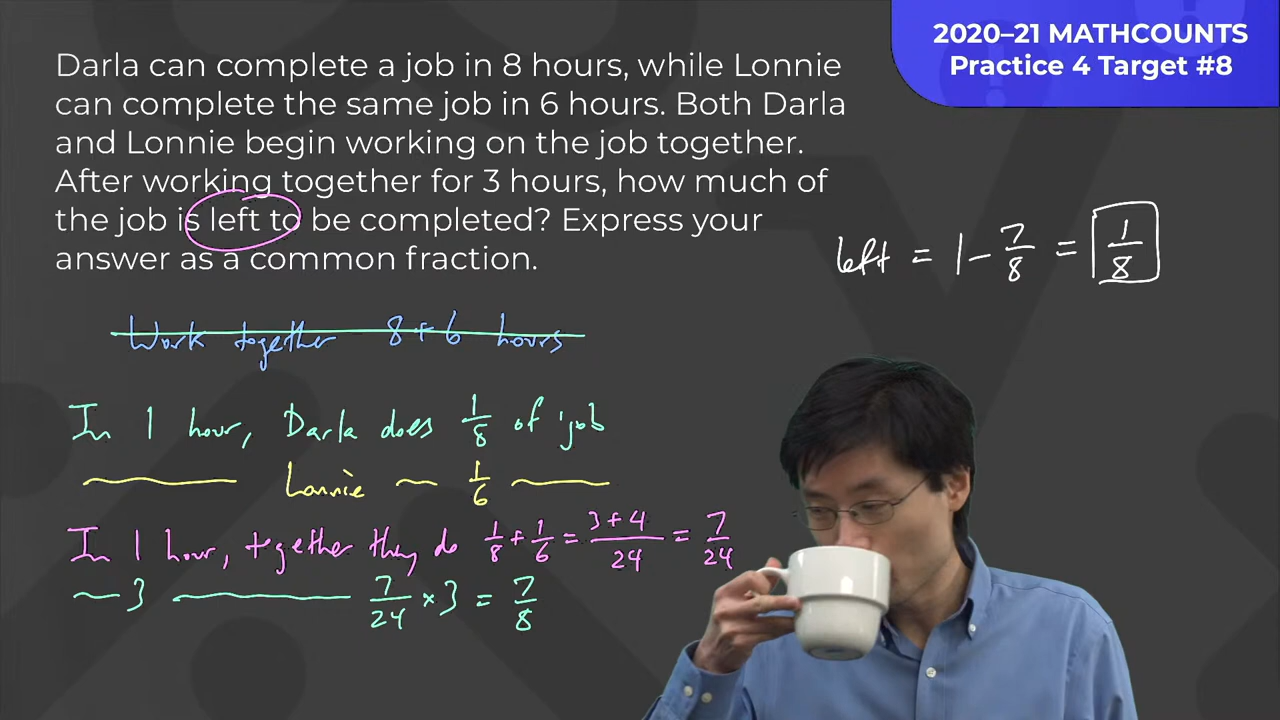 2020–21 MATHCOUNTS
Practice 4 Target #8
Darla can complete a job in 8 hours, while Lonnie
can complete the same job in 6 hours. Both Darla
and Lonnie begin working on the job together.
After working together for 3 hours, how much of
the job is left to be completed? Express your
answer as a common fraction.
left = 1 - 7/8 = 1/8
Work together 8+6 hours
In 1 hour, Darla does 1/8 of job
Lonnie 1/6
In 1 hour, together they do 1/8 + 1/6 = 3+4/24 = 7/24
3 7/24 × 3 = 7/8